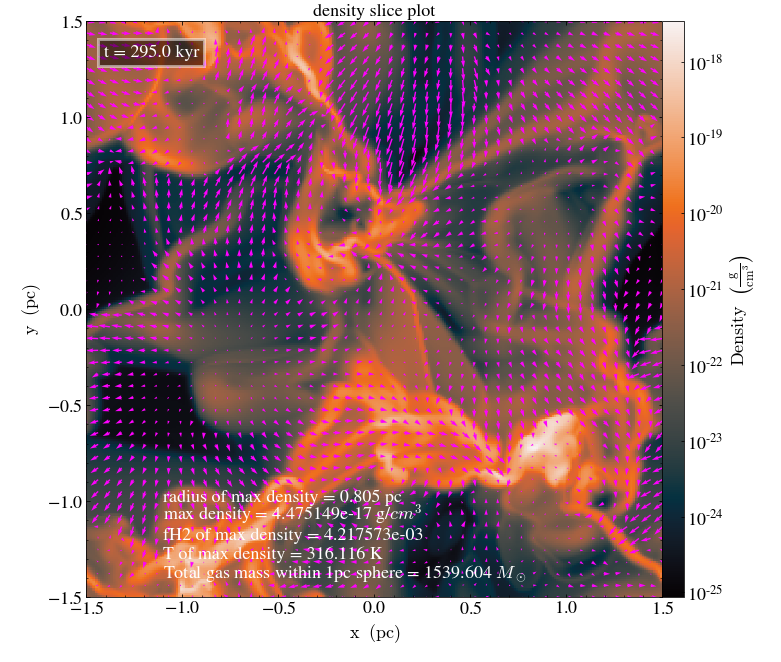 density slice plot
t = 295.0 kyr
1.5
1.0
0.5
0.0
−0.5
−1.0
−1.5
y (pc)
radius of max density = 0.805 pc
max density = 4.475149e-17 g/cm³
fH2 of max density = 4.217573e-03
T of max density = 316.116 K
Total gas mass within 1pc sphere = 1539.604 M⊙
−1.5 −1.0 −0.5 0.0 0.5 1.0 1.5
x (pc)
10⁻¹⁸
10⁻¹⁹
10⁻²⁰
10⁻²¹
10⁻²²
10⁻²³
10⁻²⁴
10⁻²⁵
Density (g/cm³)